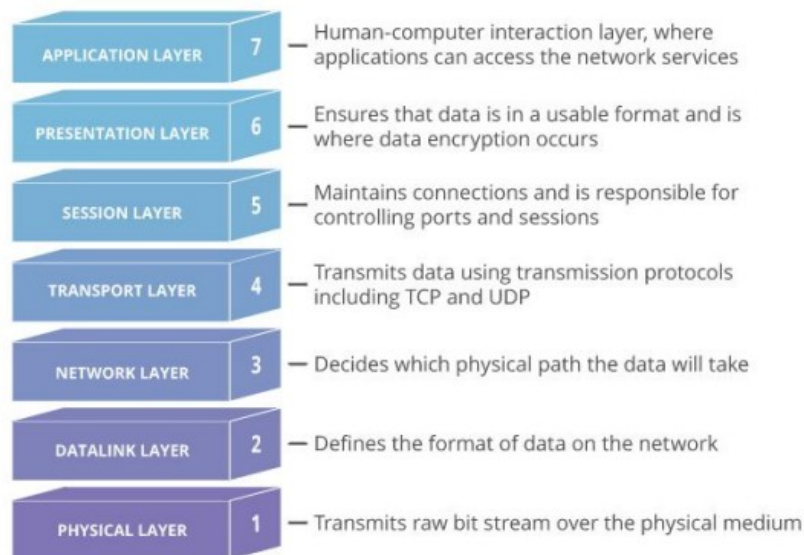 APPLICATION LAYER 7 — Human-computer interaction layer, where
applications can access the network services
PRESENTATION LAYER 6 — Ensures that data is in a usable format and is
where data encryption occurs
SESSION LAYER 5 — Maintains connections and is responsible for
controlling ports and sessions
TRANSPORT LAYER 4 — Transmits data using transmission protocols
including TCP and UDP
NETWORK LAYER 3 — Decides which physical path the data will take
DATALINK LAYER 2 — Defines the format of data on the network
PHYSICAL LAYER 1 — Transmits raw bit stream over the physical medium